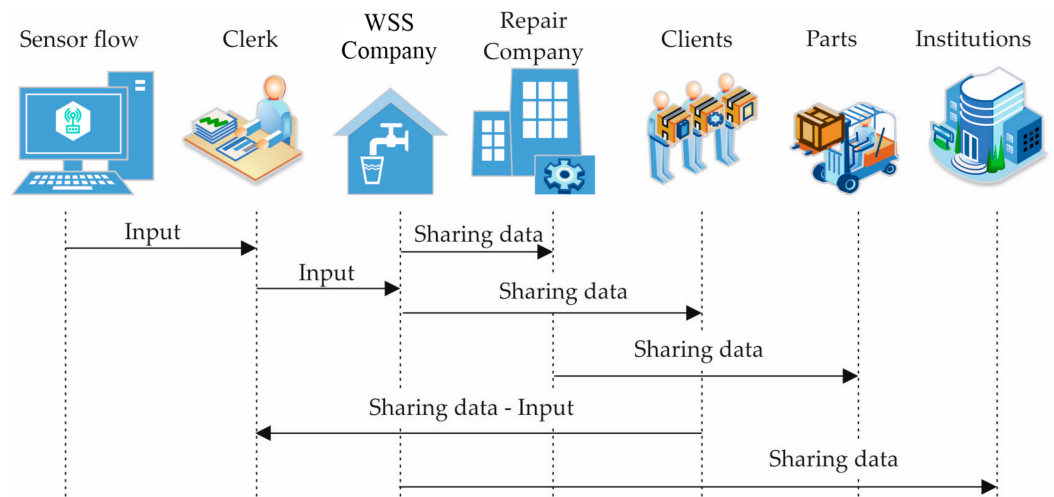 Sensor flow
Clerk
WSS
Company
Repair
Company
Clients
Parts
Institutions
Input
Sharing data
Input
Sharing data
Sharing data
Sharing data - Input
Sharing data